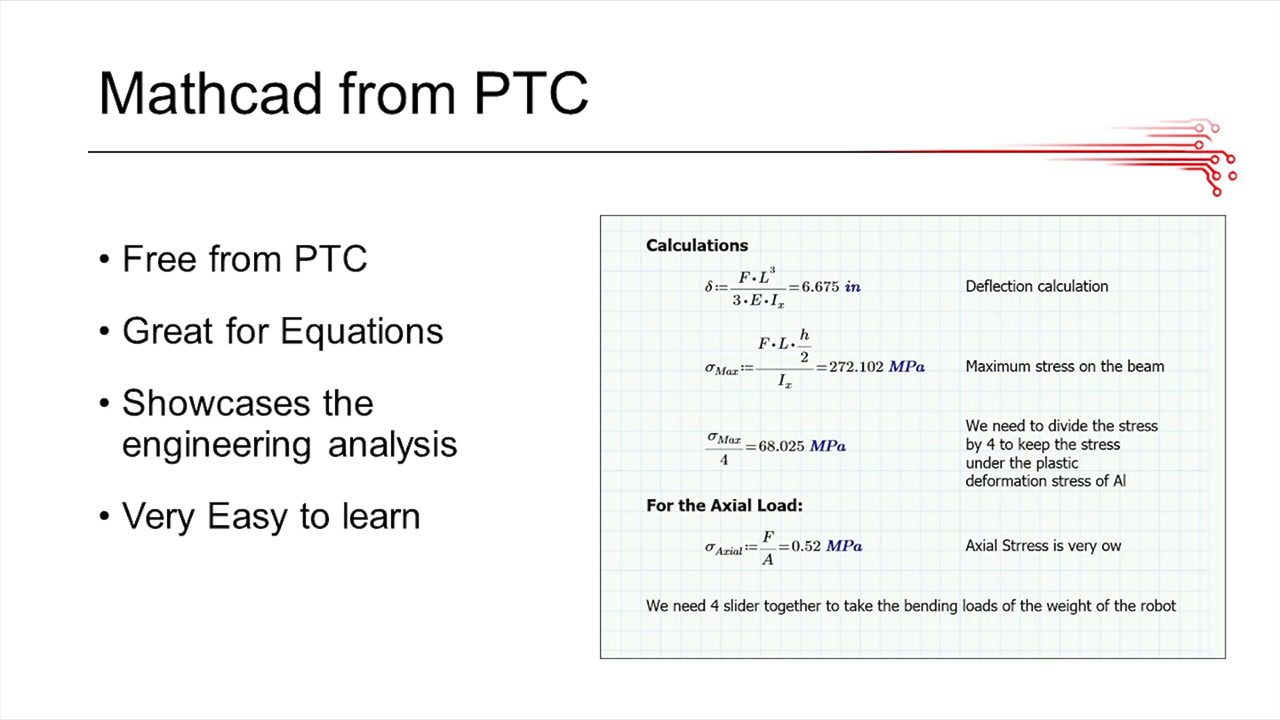 Mathcad from PTC
• Free from PTC
• Great for Equations
• Showcases the
engineering analysis
• Very Easy to learn
Calculations
δ:=F·L³/3·E·Iₓ=6.675 in
Deflection calculation
σ_Max:=F·L·h/2/Iₓ=272.102 MPa
Maximum stress on the beam
σ_Max/4=68.025 MPa
We need to divide the stress
by 4 to keep the stress
under the plastic
deformation stress of Al
For the Axial Load:
σ_Axial:=F/A=0.52 MPa
Axial Strress is very ow
We need 4 slider together to take the bending loads of the weight of the robot